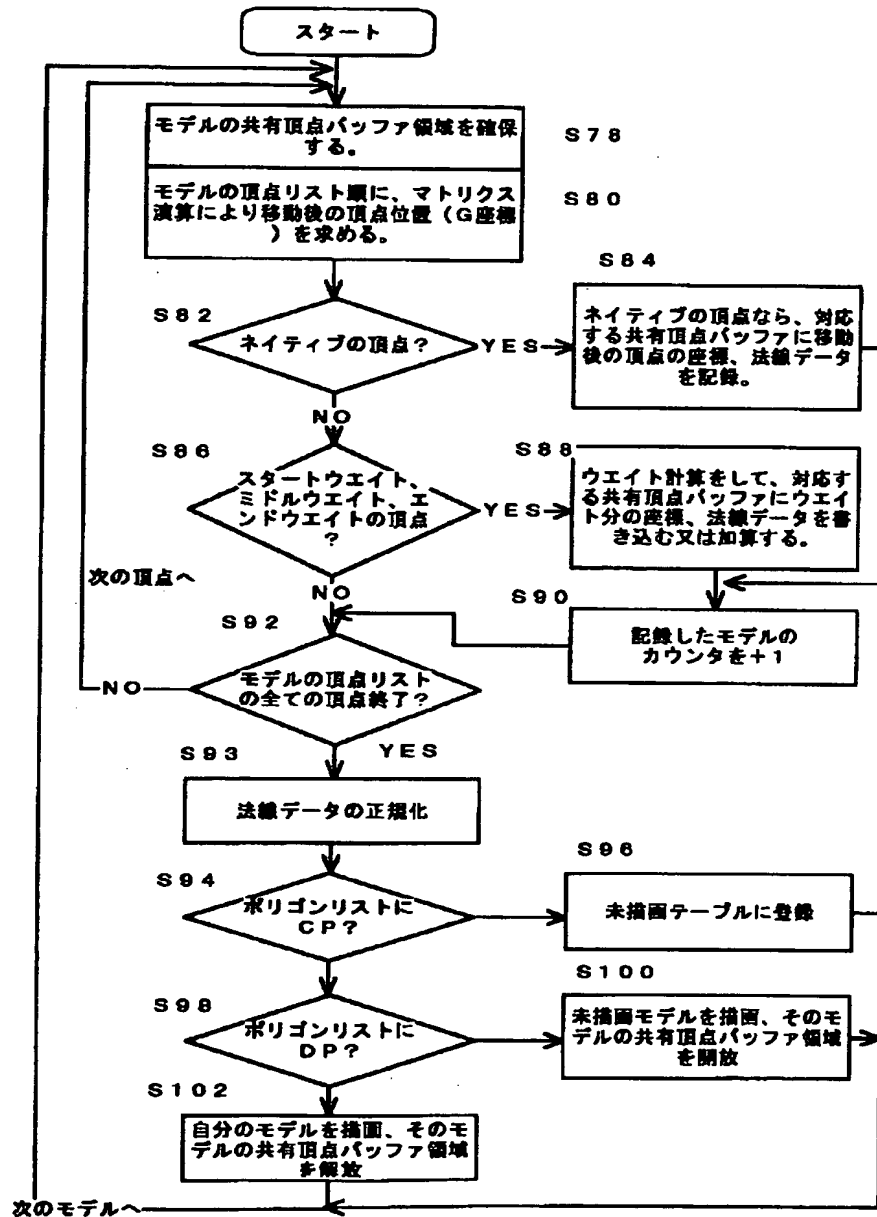 スタート
モデルの共有頂点バッファ領域を確保
する。
S78
モデルの頂点リスト順に、マトリクス
演算により移動後の頂点位置（G座標
）を求める。
S80
S84
S82
ネイティブの頂点？
YES
ネイティブの頂点なら、対応
する共有頂点バッファに移動
後の頂点の座標、法線データ
を記録。
NO
S86
スタートウエイト、
ミドルウエイト、エ
ンドウエイトの頂点
？
YES
S88
ウエイト計算をして、対応する
共有頂点バッファにウエイ
ト分の座標、法線データを書
き込む又は加算する。
次の頂点へ
NO
S90
記録したモデルの
カウンタを＋1
S92
モデルの頂点リスト
の全ての頂点終了？
NO
YES
S93
法線データの正規化
S94
ポリゴンリストに
CP？
S96
未描画テーブルに登録
S98
ポリゴンリストに
DP？
S100
未描画モデルを描画、そのモ
デルの共有頂点バッファ領域
を開放
S102
自分のモデルを描画、そのモ
デルの共有頂点バッファ領域
を解放
次のモデルへ